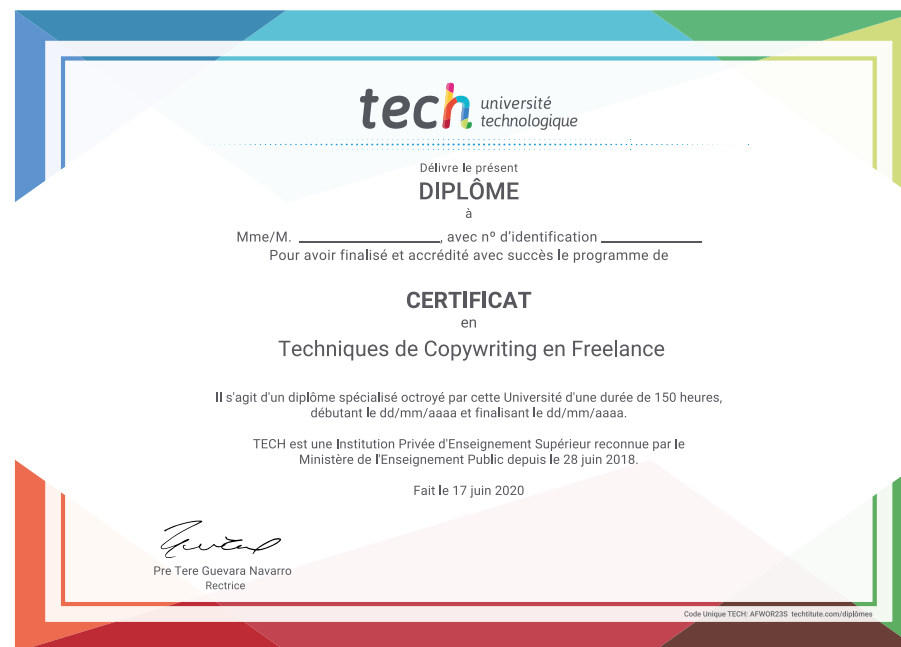 tech université
technologique
Délivre le présent
DIPLÔME
à
Mme/M. ____________________, avec nº d'identification ______________
Pour avoir finalisé et accrédité avec succès le programme de
CERTIFICAT
en
Techniques de Copywriting en Freelance
Il s'agit d'un diplôme spécialisé octroyé par cette Université d'une durée de 150 heures,
débutant le dd/mm/aaaa et finalisant le dd/mm/aaaa.
TECH est une Institution Privée d'Enseignement Supérieur reconnue par le
Ministère de l'Enseignement Public depuis le 28 juin 2018.
Fait le 17 juin 2020
Pre Tere Guevara Navarro
Rectrice
Code Unique TECH: AFWOR23S techtitute.com/diplômes